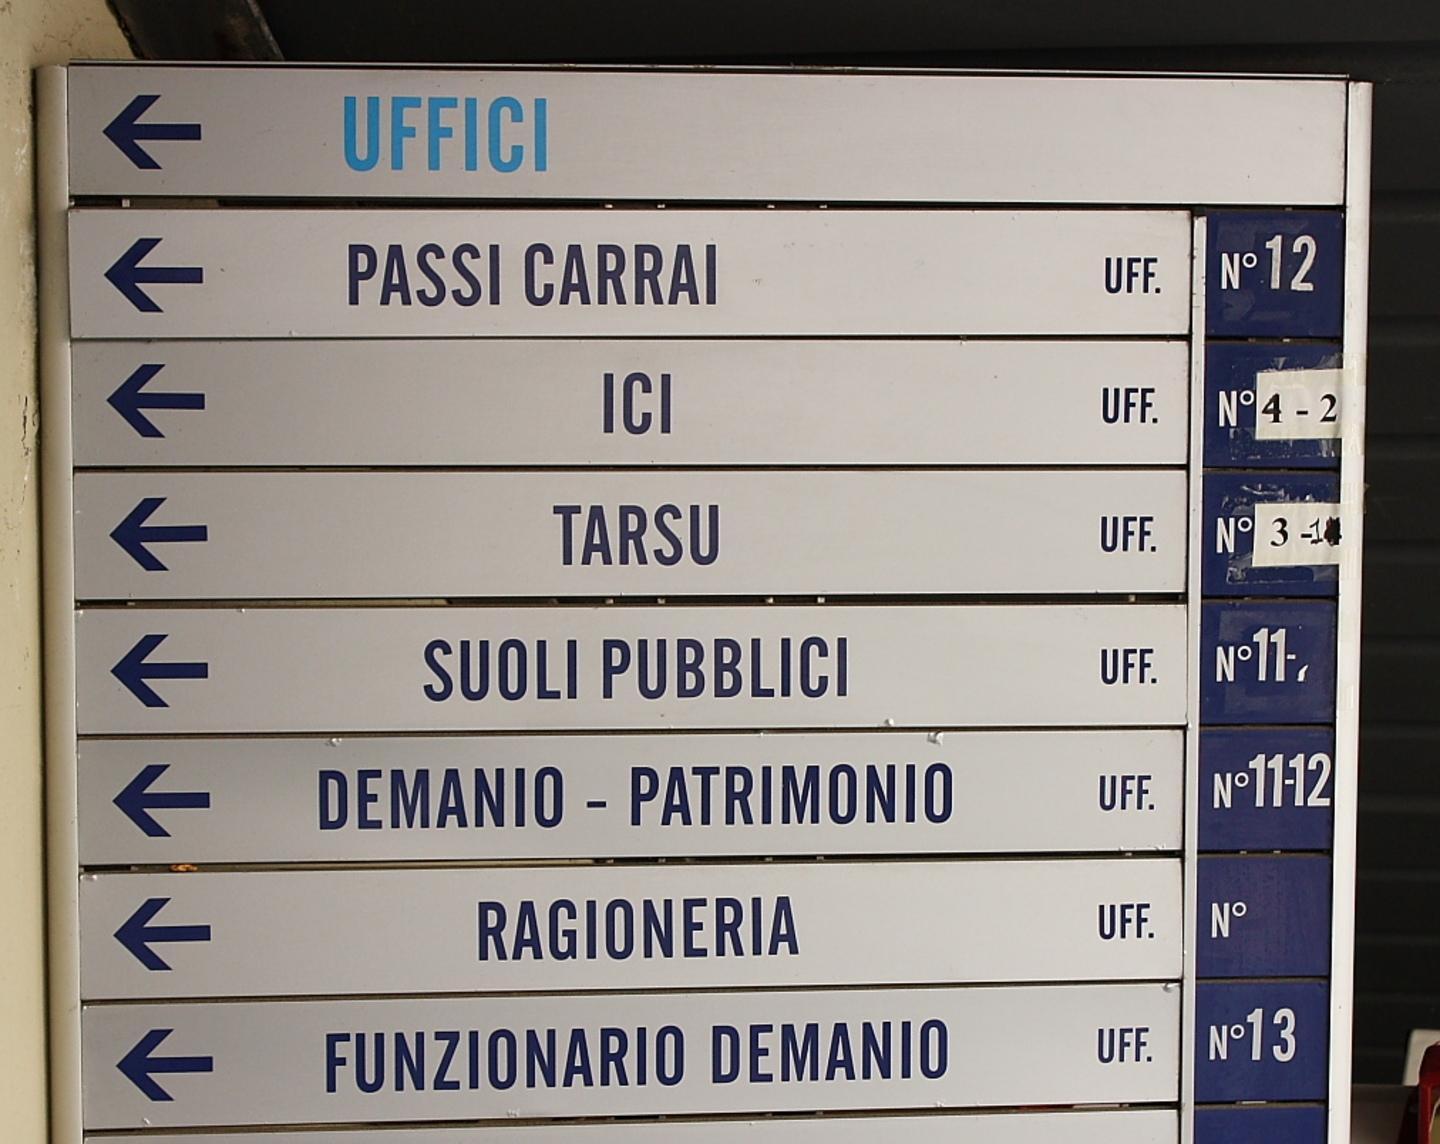 UFFICI
PASSI CARRAI UFF. N° 12
ICI UFF. N° 4 - 2
TARSU UFF. N° 3 -
SUOLI PUBBLICI UFF. N° 11-
DEMANIO - PATRIMONIO UFF. N° 11-12
RAGIONERIA UFF. N°
FUNZIONARIO DEMANIO UFF. N° 13